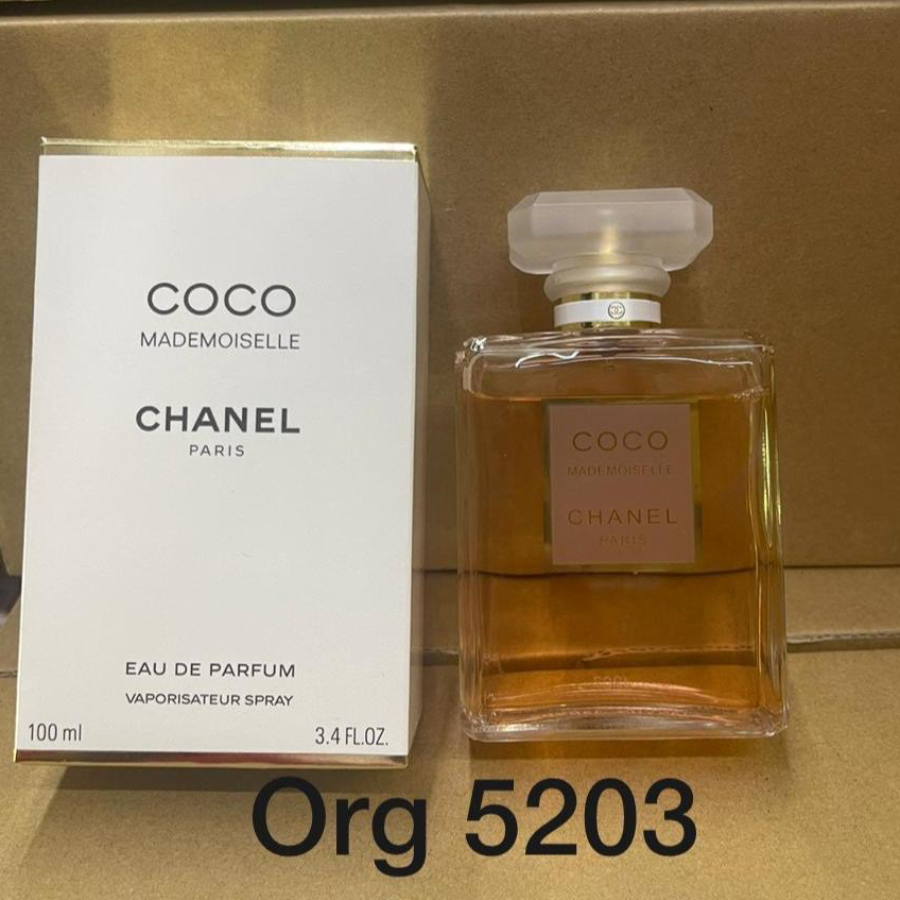 COCO
MADEMOISELLE
CHANEL
PARIS
EAU DE PARFUM
VAPORISATEUR SPRAY
100 ml
3.4 FL.OZ.
COCO
MADEMOISELLE
CHANEL
PARIS
Org 5203